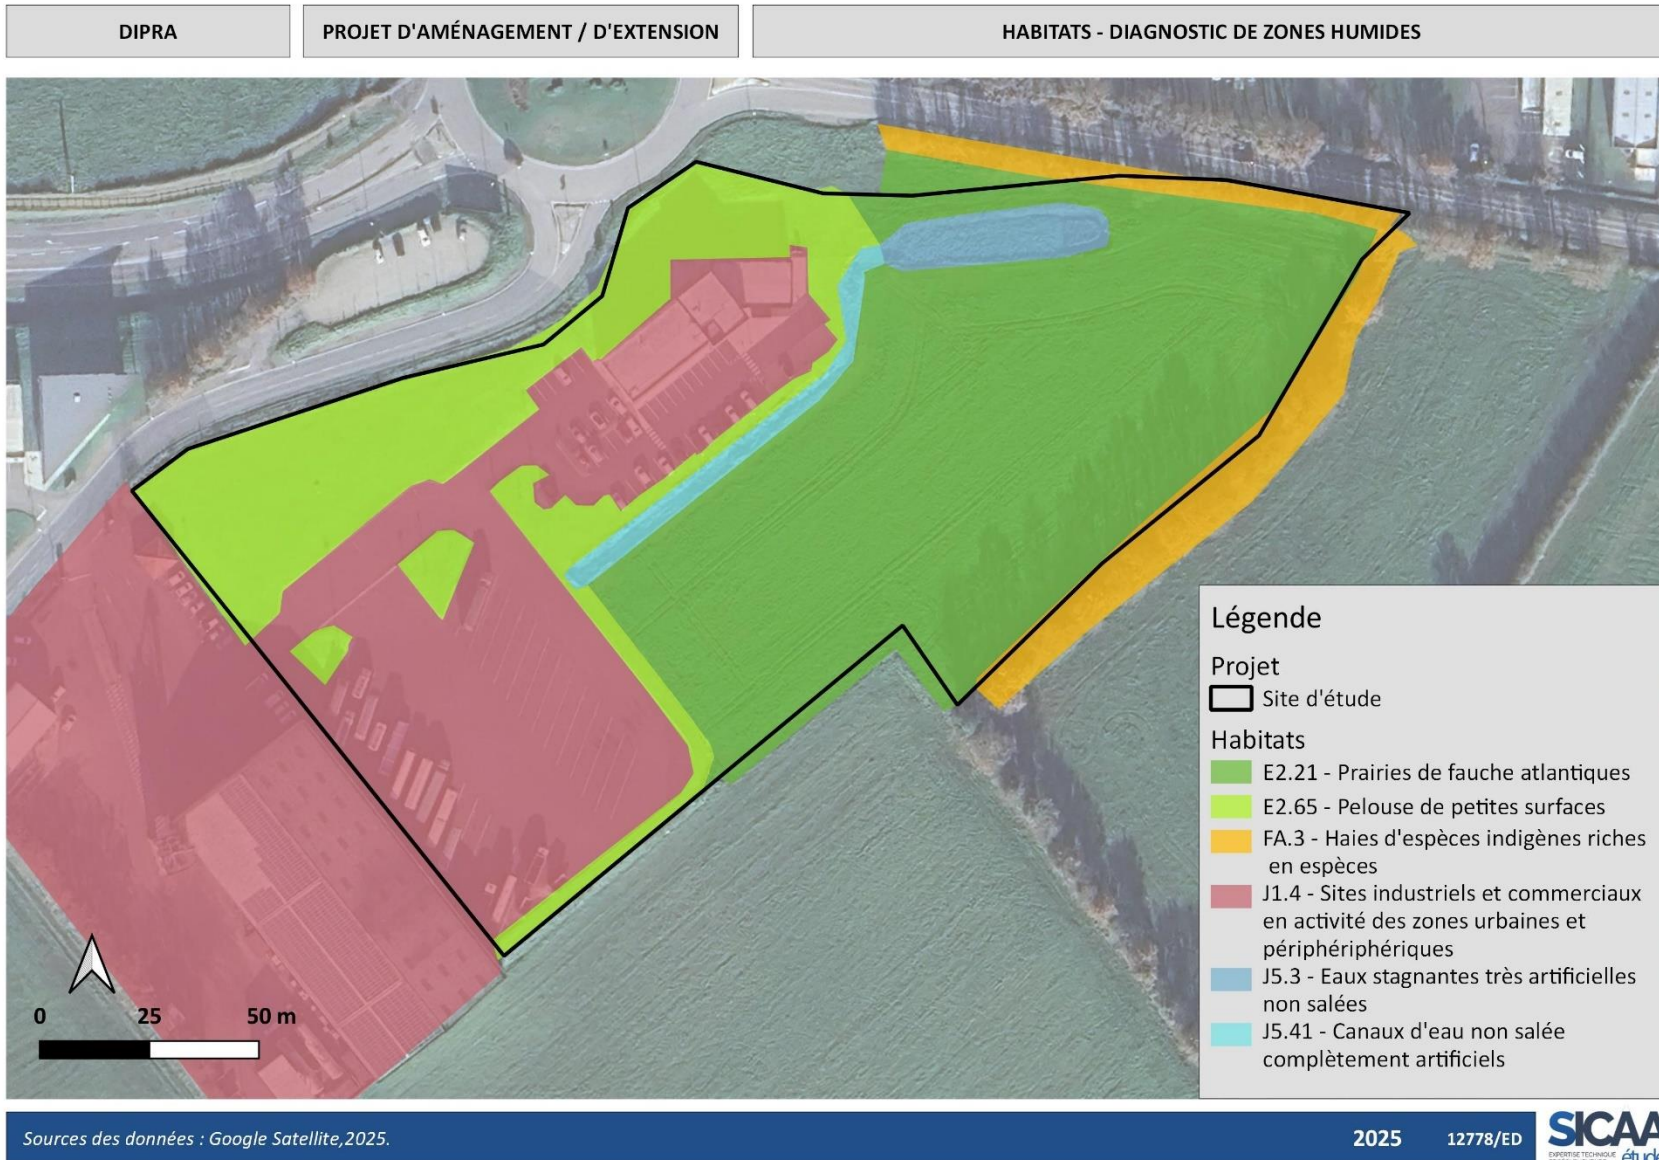 DIPRA
PROJET D'AMÉNAGEMENT / D'EXTENSION
HABITATS - DIAGNOSTIC DE ZONES HUMIDES
Légende
Projet
Site d'étude
Habitats
E2.21 - Prairies de fauche atlantiques
E2.65 - Pelouse de petites surfaces
FA.3 - Haies d'espèces indigènes riches
en espèces
J1.4 - Sites industriels et commerciaux
en activité des zones urbaines et
périphériphériques
J5.3 - Eaux stagnantes très artificielles
non salées
J5.41 - Canaux d'eau non salée
complètement artificiels
0 25 50 m
Sources des données : Google Satellite,2025.
2025
12778/ED
SICAA
EXPERTISE TECHNIQUE
étude